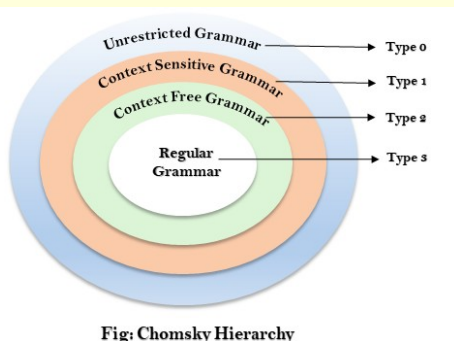 Unrestricted Grammar
Type 0
Context Sensitive Grammar
Type 1
Context Free Grammar
Type 2
Regular
Grammar
Type 3
Fig: Chomsky Hierarchy